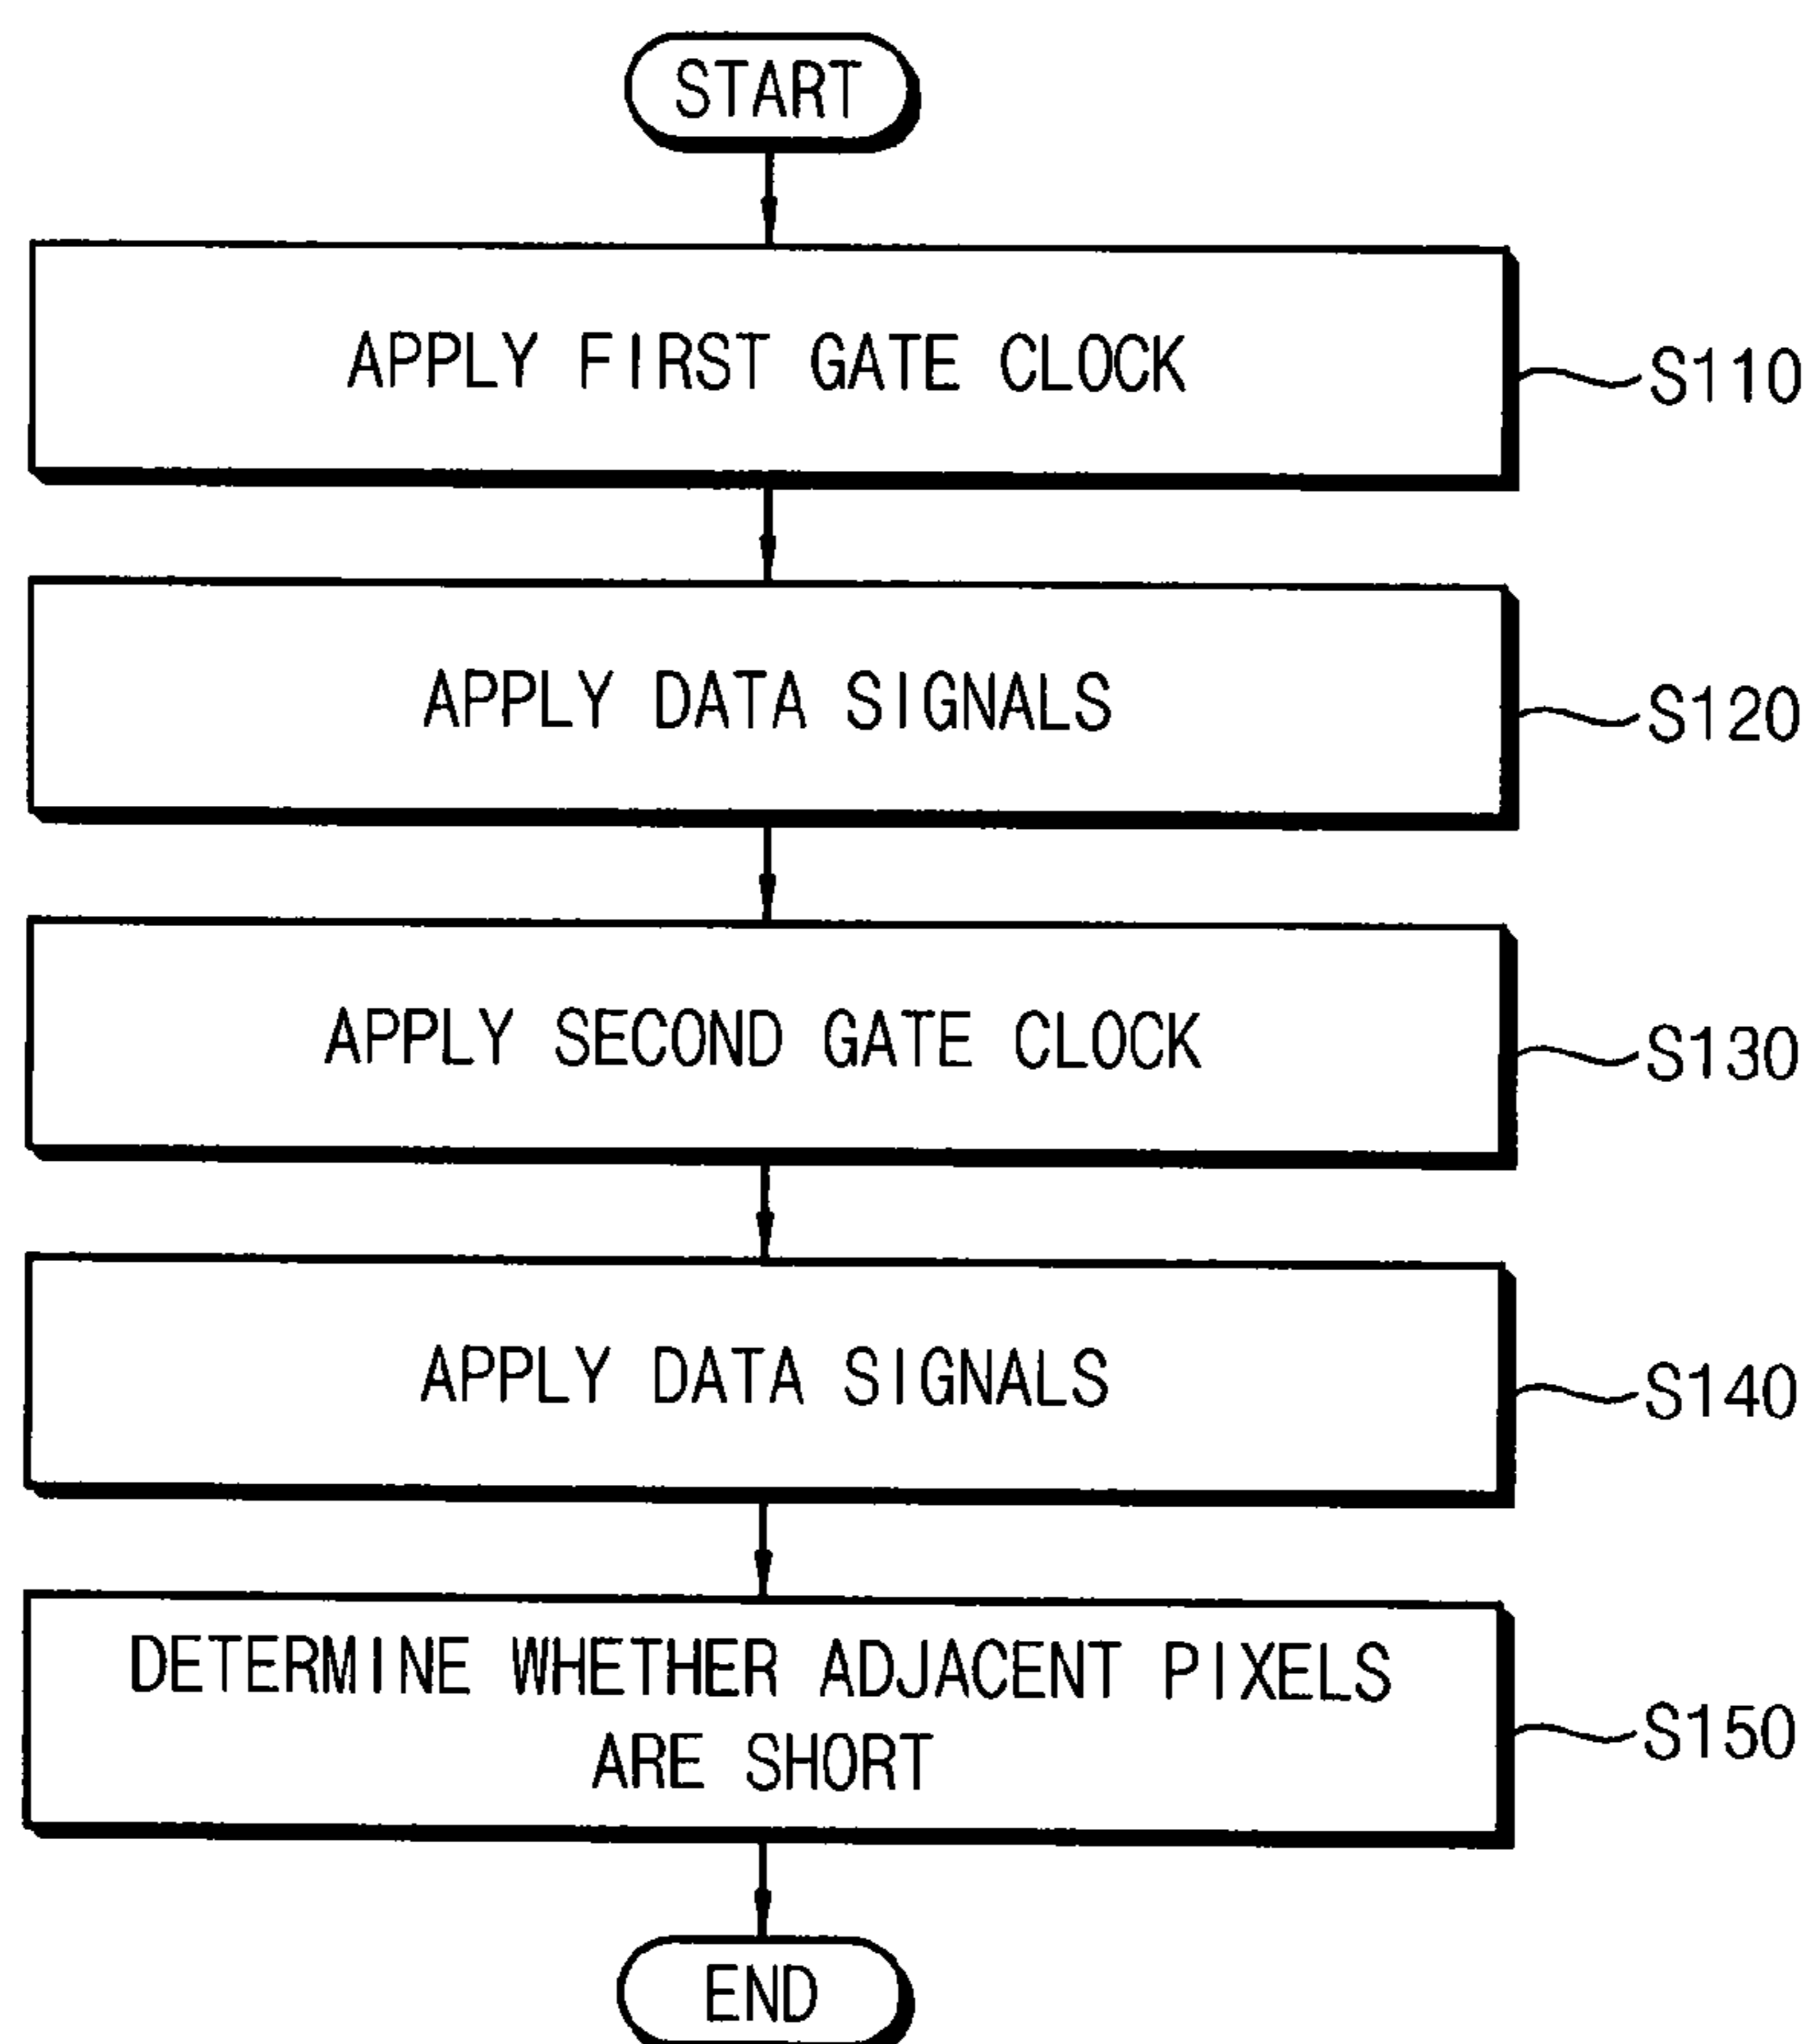 START
APPLY FIRST GATE CLOCK
S110
APPLY DATA SIGNALS
S120
APPLY SECOND GATE CLOCK
S130
APPLY DATA SIGNALS
S140
DETERMINE WHETHER ADJACENT PIXELS
ARE SHORT
S150
END